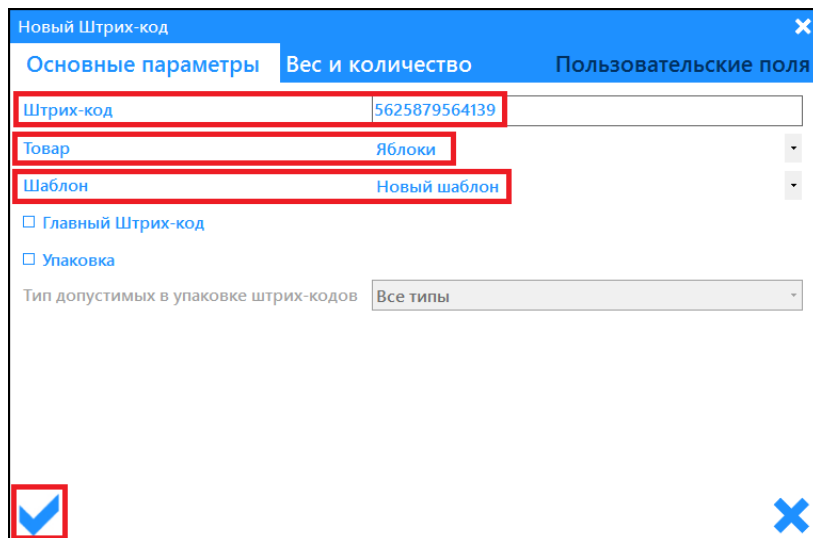 Новый Штрих-код
Основные параметры Вес и количество Пользовательские поля
Штрих-код 5625879564139
Товар Яблоки
Шаблон Новый шаблон
Главный Штрих-код
Упаковка
Тип допустимых в упаковке штрих-кодов Все типы